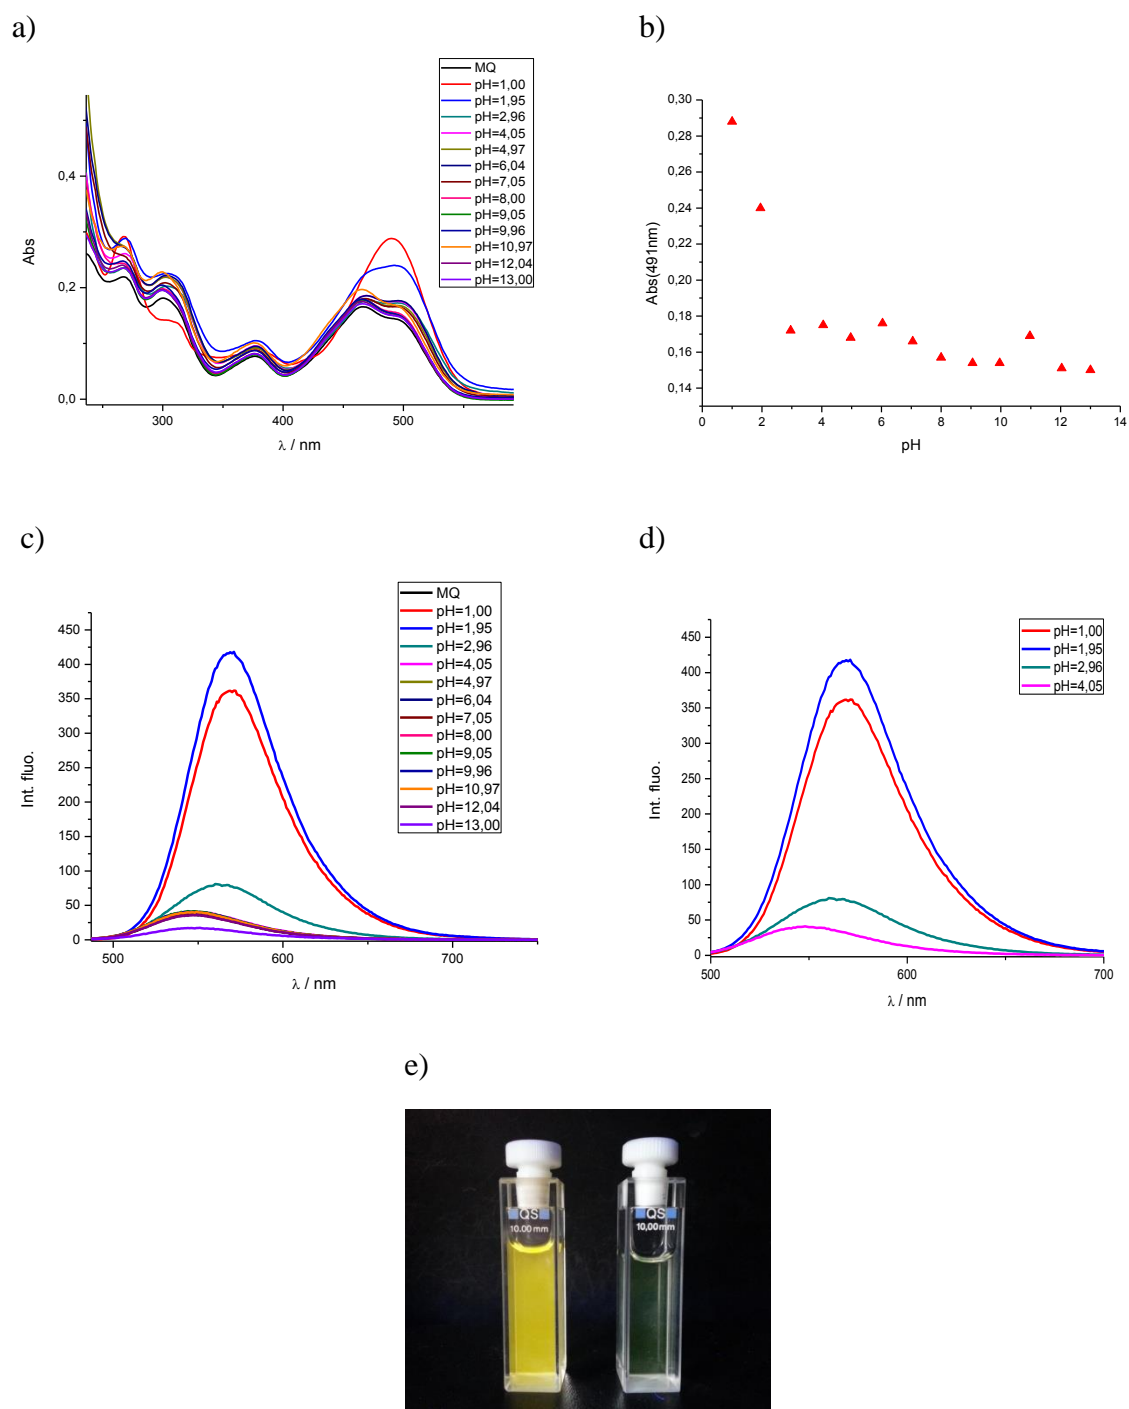 a)
MQ
pH=1,00
pH=1,95
pH=2,96
pH=4,05
pH=4,97
pH=6,04
pH=7,05
pH=8,00
pH=9,05
pH=9,96
pH=10,97
pH=12,04
pH=13,00
Abs
0,4
0,2
0,0
300 400 500
λ / nm
b)
Abs(491nm)
0,30
0,28
0,26
0,24
0,22
0,20
0,18
0,16
0,14
0 2 4 6 8 10 12 14
pH
c)
MQ
pH=1,00
pH=1,95
pH=2,96
pH=4,05
pH=4,97
pH=6,04
pH=7,05
pH=8,00
pH=9,05
pH=9,96
pH=10,97
pH=12,04
pH=13,00
Int. fluo.
450
400
350
300
250
200
150
100
50
0
500 600 700
λ / nm
d)
pH=1,00
pH=1,95
pH=2,96
pH=4,05
Int. fluo.
450
400
350
300
250
200
150
100
50
0
500 600 700
λ / nm
e)
QS
10.00mm
QS
10,00mm